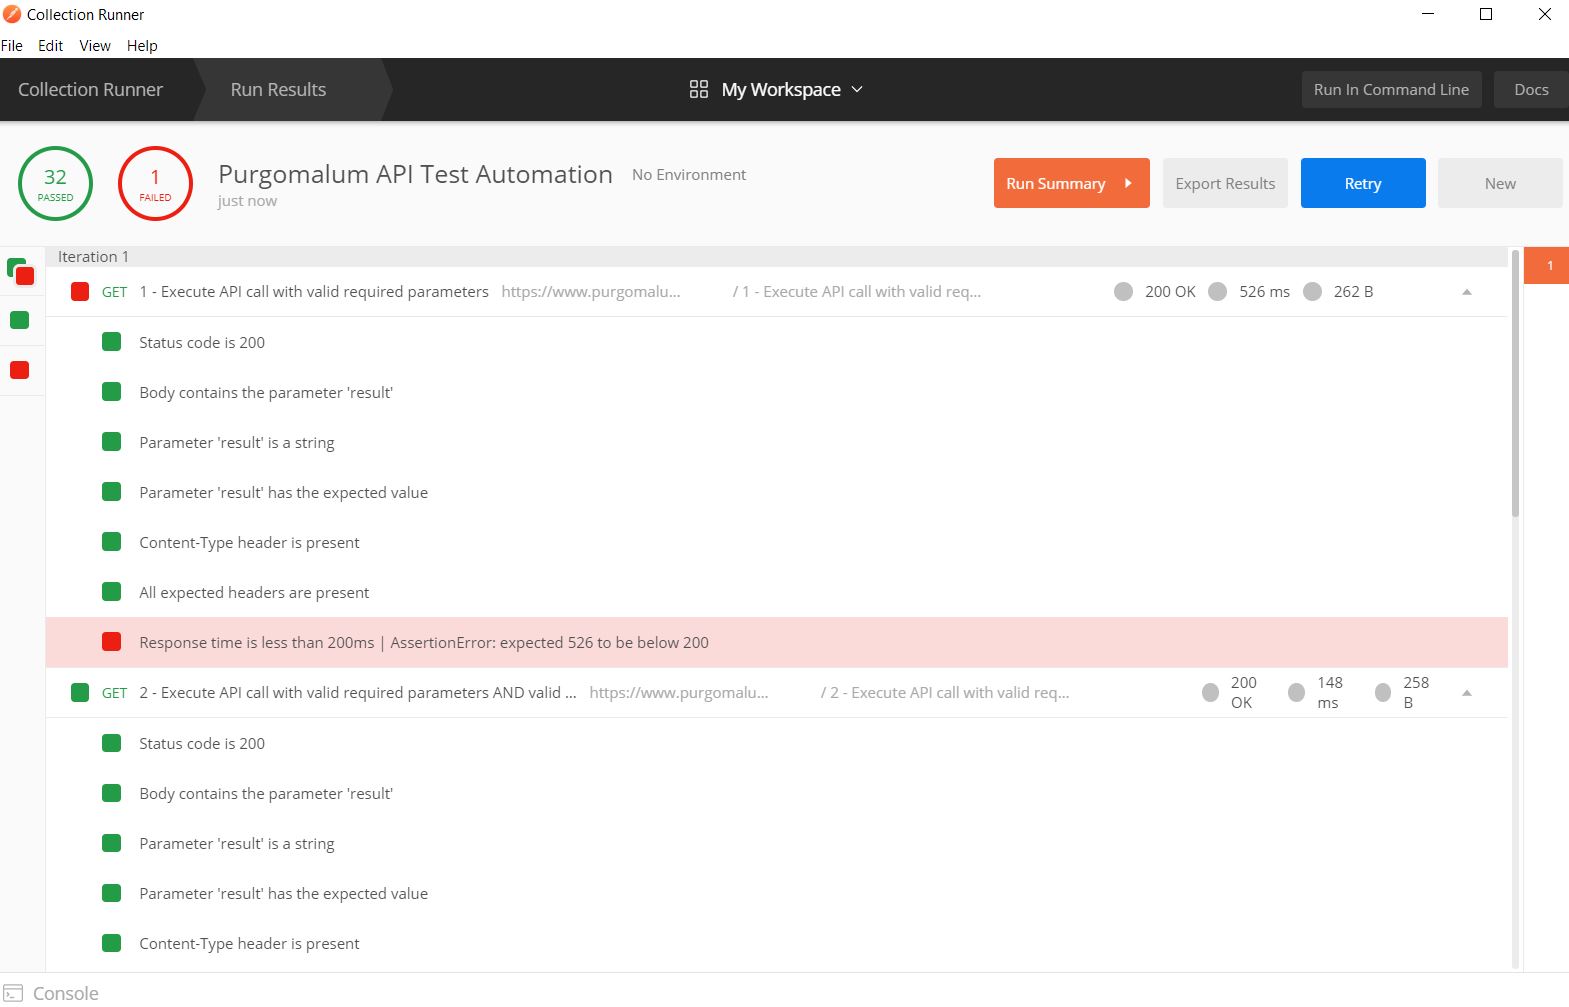 Collection Runner
File Edit View Help
Collection Runner Run Results My Workspace Run In Command Line Docs
32 PASSED
1 FAILED
Purgomalum API Test Automation No Environment
just now
Run Summary Export Results Retry New
Iteration 1
1
GET 1 - Execute API call with valid required parameters https://www.purgomalu... / 1 - Execute API call with valid req... 200 OK 526 ms 262 B
Status code is 200
Body contains the parameter 'result'
Parameter 'result' is a string
Parameter 'result' has the expected value
Content-Type header is present
All expected headers are present
Response time is less than 200ms | AssertionError: expected 526 to be below 200
GET 2 - Execute API call with valid required parameters AND valid ... https://www.purgomalu... / 2 - Execute API call with valid req... 200 OK 148 ms 258 B
Status code is 200
Body contains the parameter 'result'
Parameter 'result' is a string
Parameter 'result' has the expected value
Content-Type header is present
Console